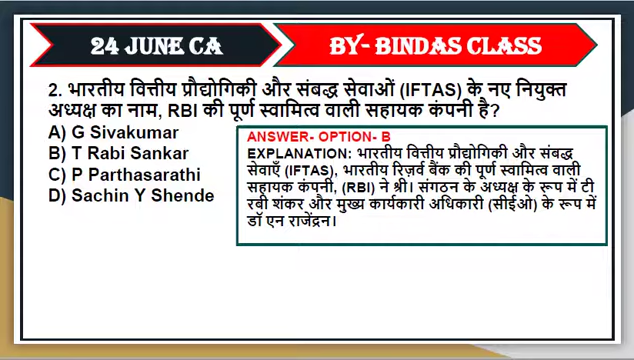 24 JUNE CA
BY- BINDAS CLASS
2. भारतीय वित्तीय प्रौद्योगिकी और संबद्ध सेवाओं (IFTAS) के नए नियुक्त
अध्यक्ष का नाम, RBI की पूर्ण स्वामित्व वाली सहायक कंपनी है?
A) G Sivakumar
B) T Rabi Sankar
C) P Parthasarathi
D) Sachin Y Shende
ANSWER- OPTION- B
EXPLANATION: भारतीय वित्तीय प्रौद्योगिकी और संबद्ध
सेवाएँ (IFTAS), भारतीय रिज़र्व बैंक की पूर्ण स्वामित्व वाली
सहायक कंपनी, (RBI) ने श्री। संगठन के अध्यक्ष के रूप में टी
रबी शंकर और मुख्य कार्यकारी अधिकारी (सीईओ) के रूप में
डॉ एन राजेंद्रन।